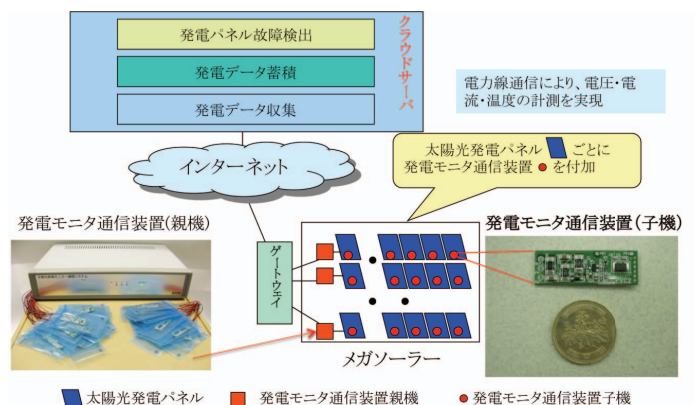 発電パネル故障検出
発電データ蓄積
発電データ収集
クラウドサーバ
電力線通信により、電圧・電
流・温度の計測を実現
インターネット
太陽光発電パネル ごとに
発電モニタ通信装置 を付加
発電モニタ通信装置(親機)
ゲートウェイ
メガソーラー
発電モニタ通信装置(子機)
太陽光発電パネル
発電モニタ通信装置親機
発電モニタ通信装置子機